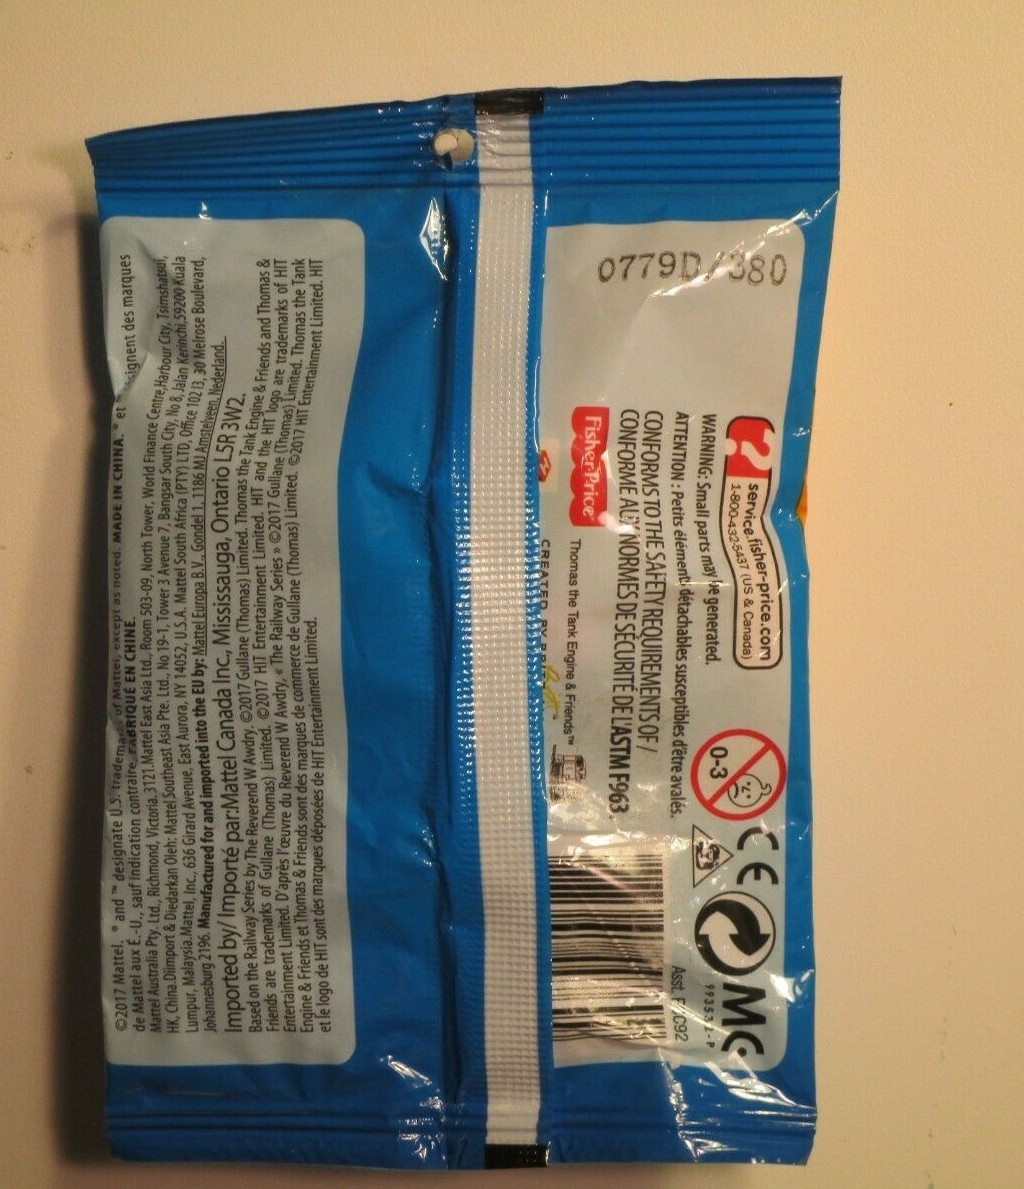 ©2017 Mattel. ® and ™ designate U.S. trademarks of Mattel, except as noted. MADE IN CHINA. ® et ™ désignent des marques
de Mattel aux É.-U., sauf indication contraire. FABRIQUÉ EN CHINE.
Mattel Australia Pty. Ltd., Richmond, Victoria. 3121.Mattel East Asia Ltd., Room 503-09, North Tower, World Finance Centre,Harbour City, Tsimshatsui,
HK, China.Diimport & Diedarkan Oleh: Mattel Southeast Asia Pte. Ltd., No 19-1, Tower 3 Avenue 7, Bangsar South City, No 8, Jalan Kerinchi,59200 Kuala
Lumpur, Malaysia.Mattel, Inc., 636 Girard Avenue, East Aurora, NY 14052, U.S.A. Mattel South Africa (PTY) LTD, Office 102 I3, 30 Melrose Boulevard,
Johannesburg 2196. Manufactured for and imported into the EU by: Mattel Europa B.V., Gondel 1, 1186 MJ Amstelveen, Nederland.
Imported by/ Importé par:Mattel Canada Inc., Mississauga, Ontario L5R 3W2.
Based on the Railway Series by The Reverend W Awdry. ©2017 Gullane (Thomas) Limited. Thomas the Tank Engine & Friends and Thomas &
Friends are trademarks of Gullane (Thomas) Limited. ©2017 HIT Entertainment Limited. HIT and the HIT logo are trademarks of HIT
Entertainment Limited. D'après l'œuvre du Reverend W Awdry, « The Railway Series » ©2017 Gullane (Thomas) Limited. Thomas the Tank
Engine & Friends et Thomas & Friends sont des marques de commerce de Gullane (Thomas) Limited. ©2017 HIT Entertainment Limited. HIT
et le logo de HIT sont des marques déposées de HIT Entertainment Limited.
0779D/380
? service.fisher-price.com
1-800-432-5437 (US & Canada)
WARNING: Small parts may be generated.
ATTENTION : Petits éléments détachables susceptibles d'être avalés.
CONFORMS TO THE SAFETY REQUIREMENTS OF /
CONFORME AUX NORMES DE SÉCURITÉ DE L'ASTM F963.
Fisher-Price®
Thomas the Tank Engine & Friends™
CREATED BY
0-3
CE
MC
Asst.